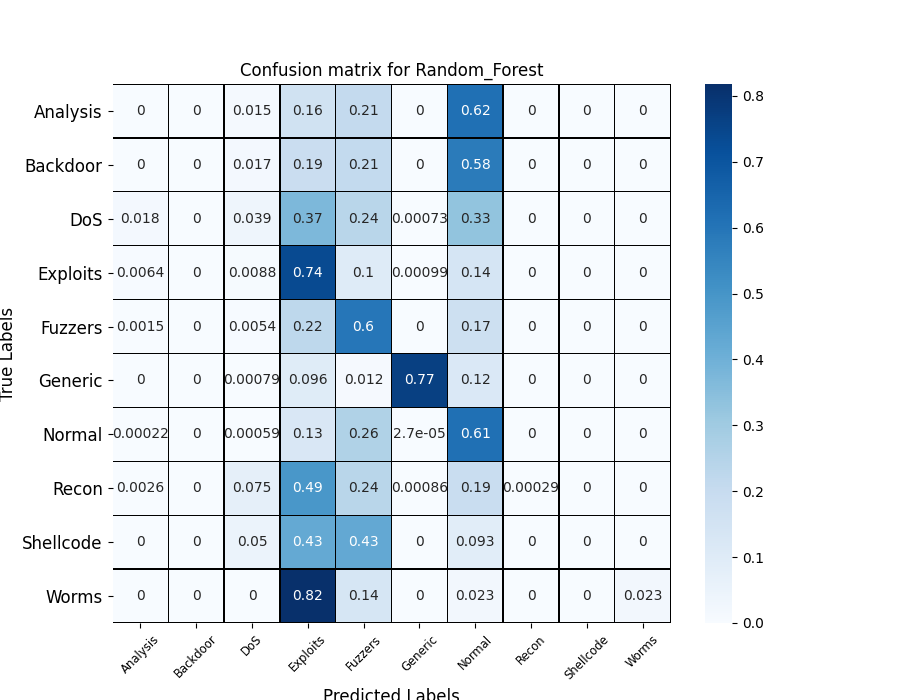 Confusion matrix for Random_Forest
Analysis 0 0 0.015 0.16 0.21 0 0.62 0 0 0
Backdoor 0 0 0.017 0.19 0.21 0 0.58 0 0 0
DoS 0.018 0 0.039 0.37 0.24 0.00073 0.33 0 0 0
Exploits 0.0064 0 0.0088 0.74 0.1 0.00099 0.14 0 0 0
Fuzzers 0.0015 0 0.0054 0.22 0.6 0 0.17 0 0 0
Generic 0 0 0.00079 0.096 0.012 0.77 0.12 0 0 0
Normal 0.00022 0 0.00059 0.13 0.26 2.7e-05 0.61 0 0 0
Recon 0.0026 0 0.075 0.49 0.24 0.00086 0.19 0.00029 0 0
Shellcode 0 0 0.05 0.43 0.43 0 0.093 0 0 0
Worms 0 0 0 0.82 0.14 0 0.023 0 0 0.023
True Labels
Analysis Backdoor DoS Exploits Fuzzers Generic Normal Recon Shellcode Worms
Predicted Labels
0.8
0.7
0.6
0.5
0.4
0.3
0.2
0.1
0.0